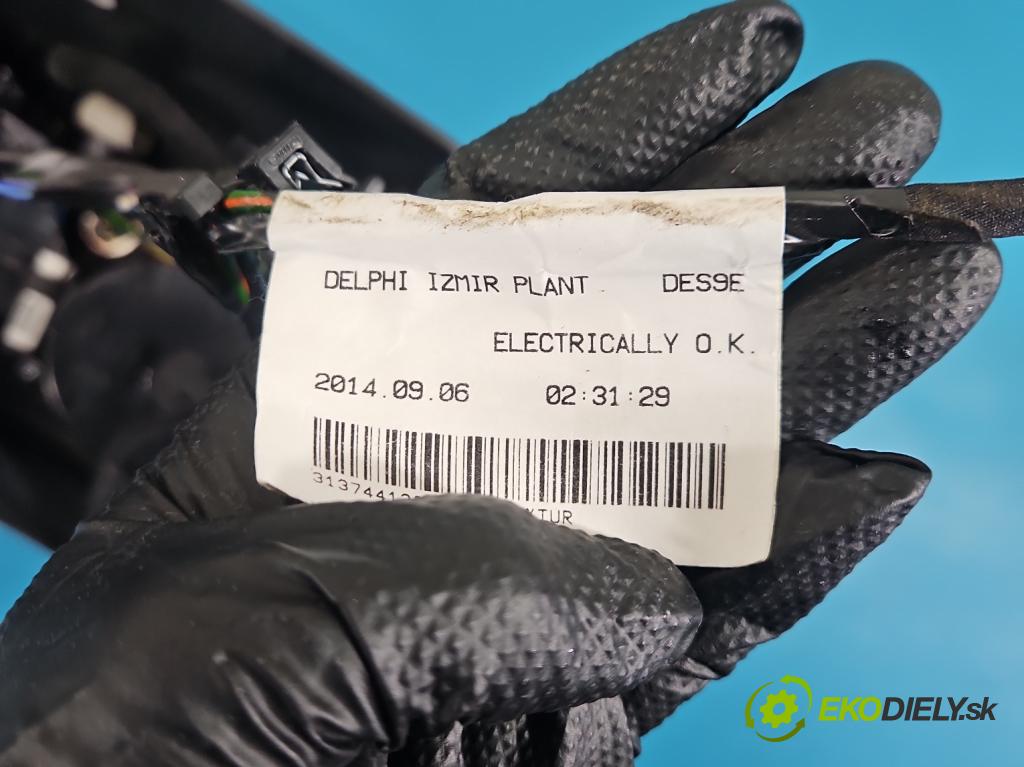 DELPHI IZMIR PLANT . DES9E
ELECTRICALLY O.K.
2014.09.06 02:31:29
EKODIELY.sk